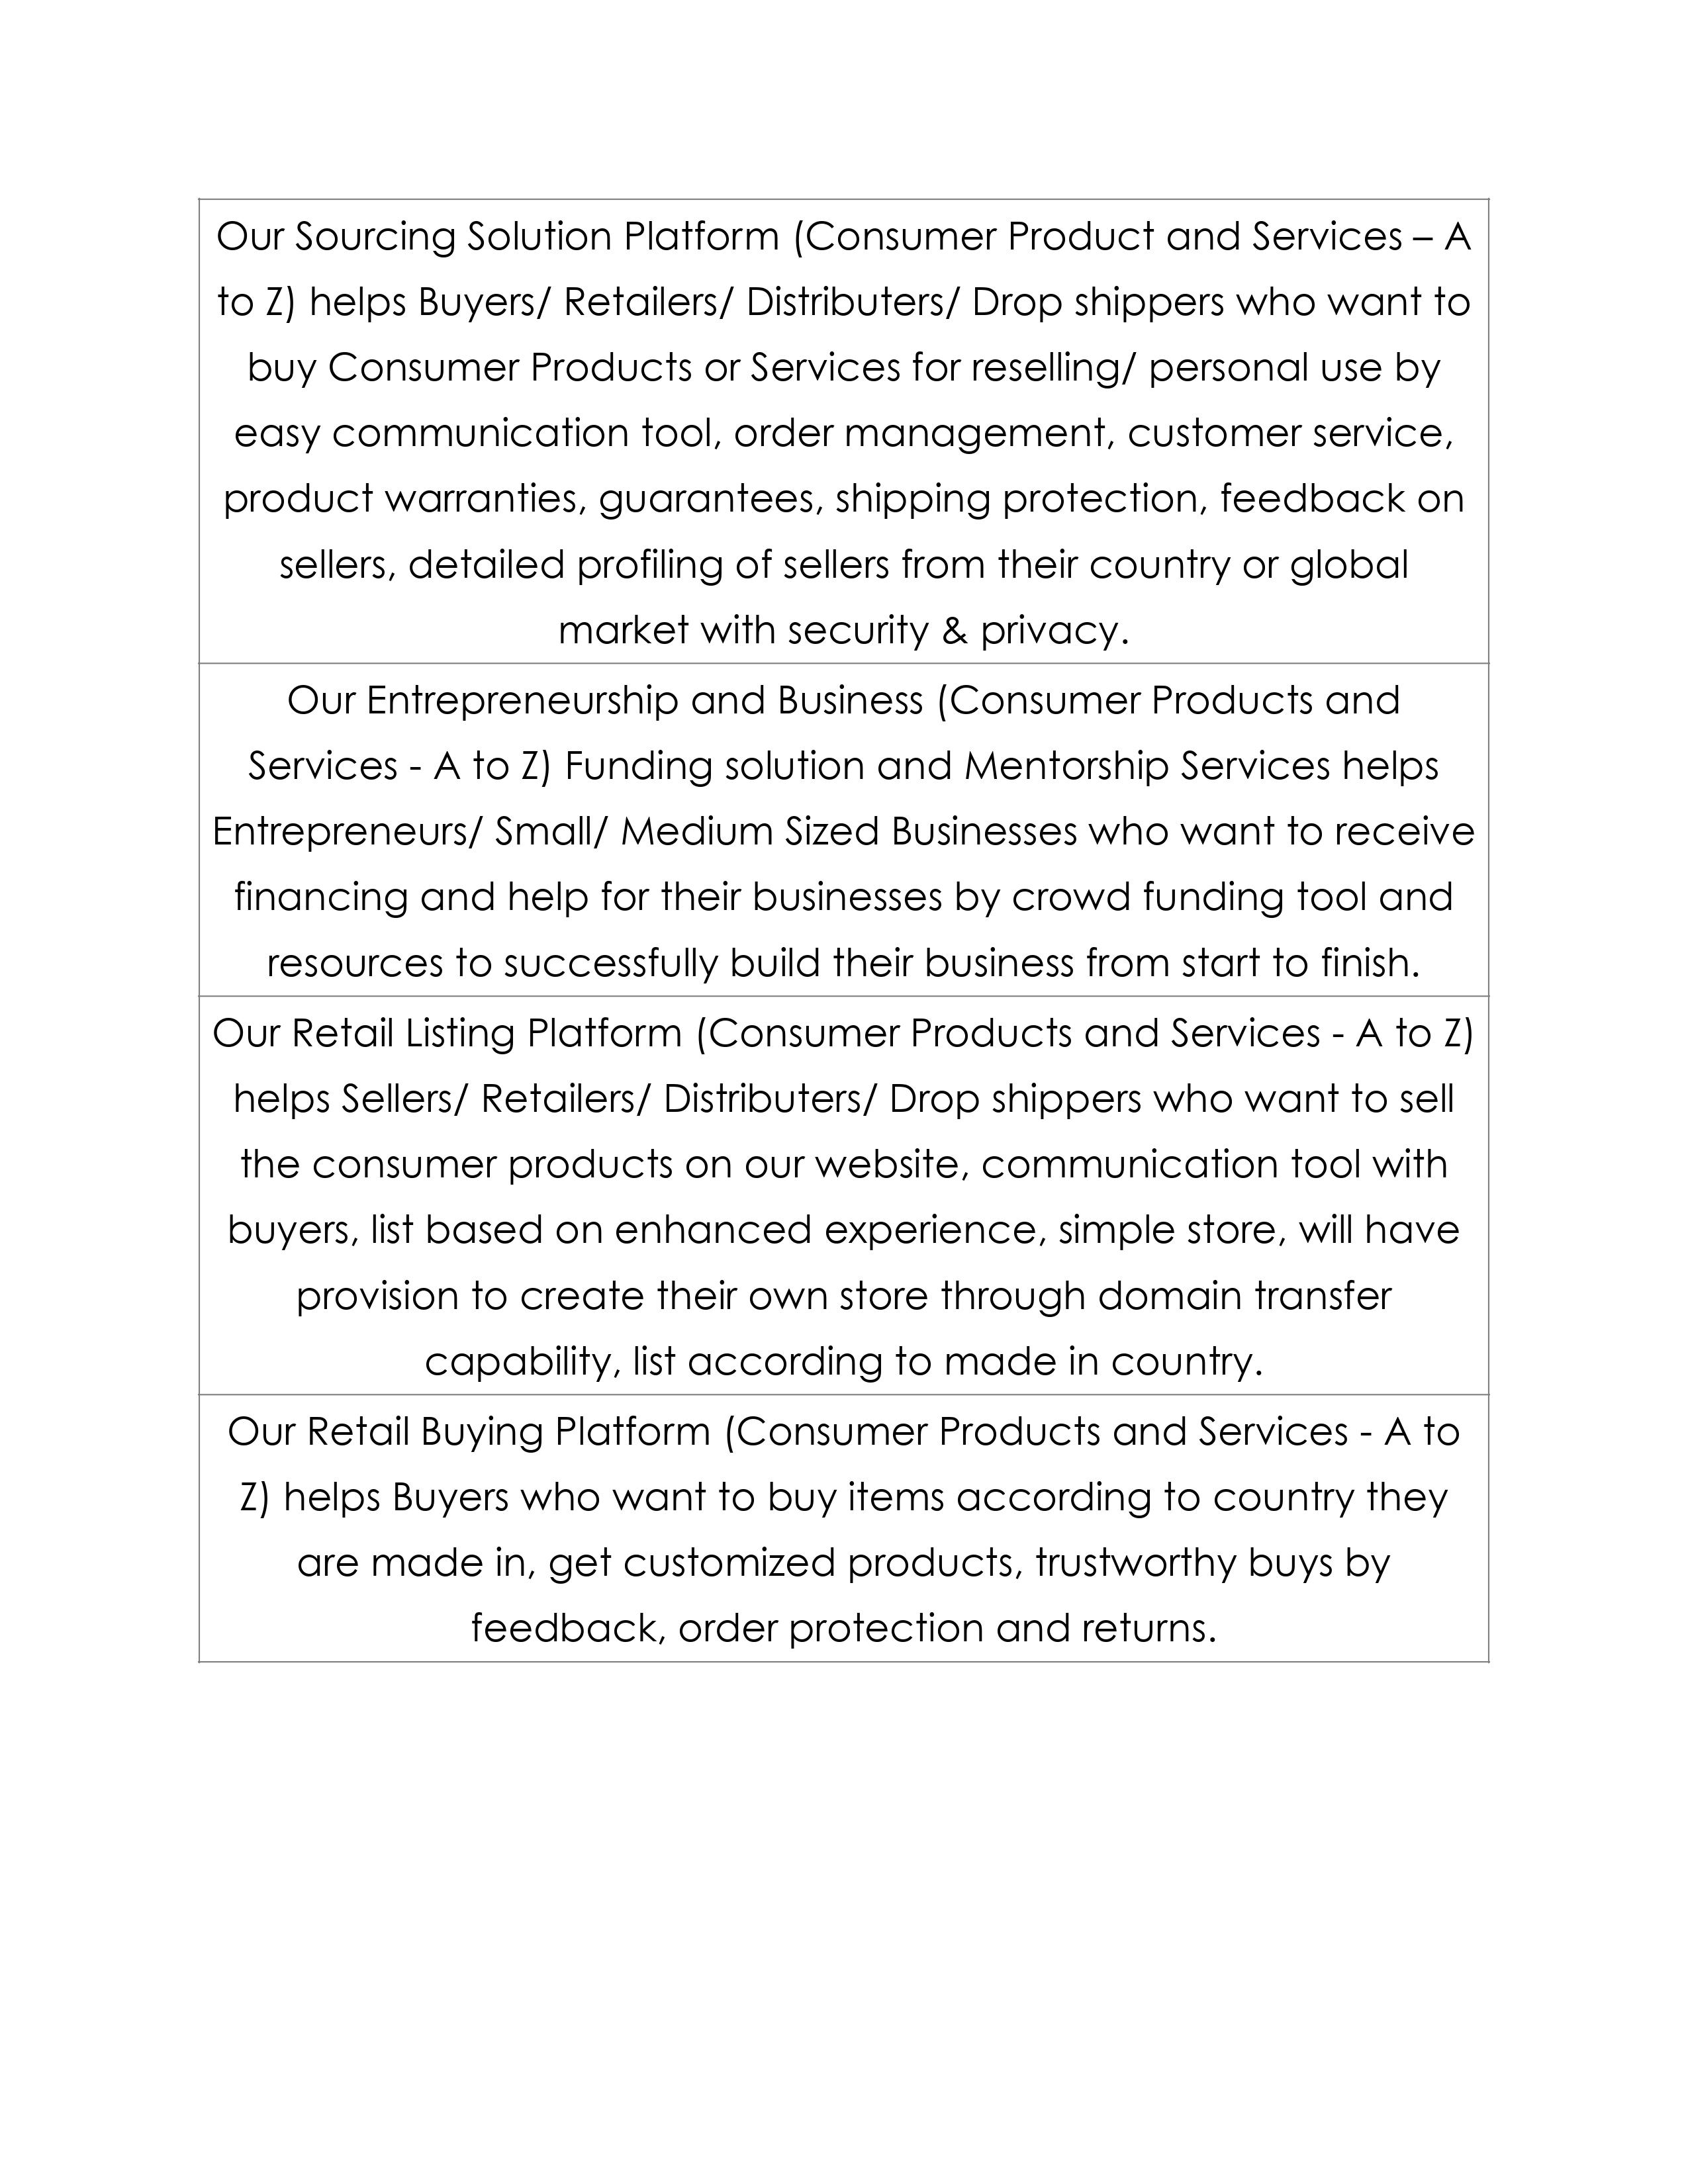 Our Sourcing Solution Platform (Consumer Product and Services – A
to Z) helps Buyers/ Retailers/ Distributers/ Drop shippers who want to
buy Consumer Products or Services for reselling/ personal use by
easy communication tool, order management, customer service,
product warranties, guarantees, shipping protection, feedback on
sellers, detailed profiling of sellers from their country or global
market with security & privacy.
Our Entrepreneurship and Business (Consumer Products and
Services - A to Z) Funding solution and Mentorship Services helps
Entrepreneurs/ Small/ Medium Sized Businesses who want to receive
financing and help for their businesses by crowd funding tool and
resources to successfully build their business from start to finish.
Our Retail Listing Platform (Consumer Products and Services - A to Z)
helps Sellers/ Retailers/ Distributers/ Drop shippers who want to sell
the consumer products on our website, communication tool with
buyers, list based on enhanced experience, simple store, will have
provision to create their own store through domain transfer
capability, list according to made in country.
Our Retail Buying Platform (Consumer Products and Services - A to
Z) helps Buyers who want to buy items according to country they
are made in, get customized products, trustworthy buys by
feedback, order protection and returns.